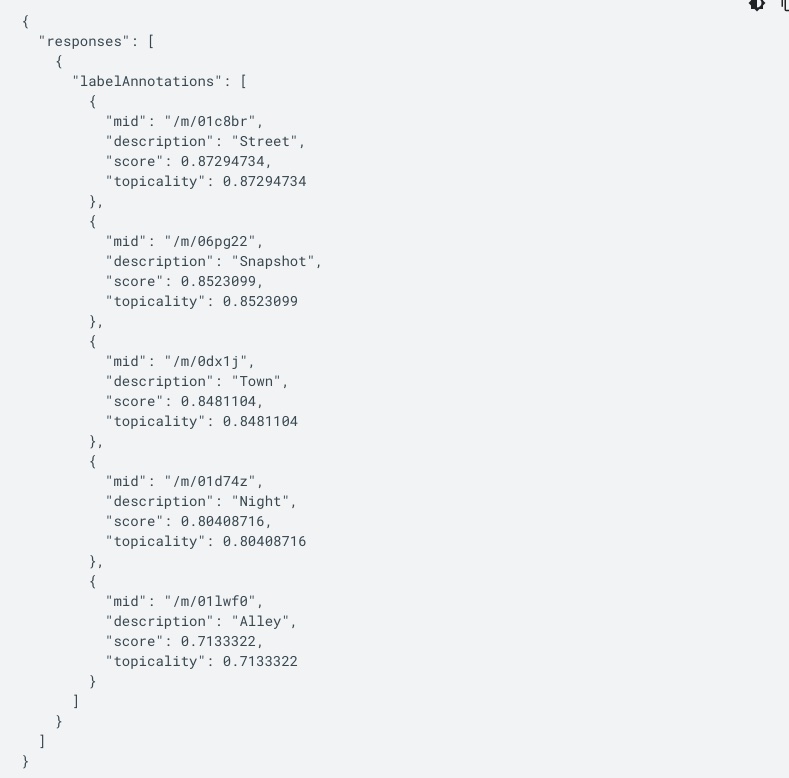 {
  "responses": [
    {
      "labelAnnotations": [
        {
          "mid": "/m/01c8br",
          "description": "Street",
          "score": 0.87294734,
          "topicality": 0.87294734
        },
        {
          "mid": "/m/06pg22",
          "description": "Snapshot",
          "score": 0.8523099,
          "topicality": 0.8523099
        },
        {
          "mid": "/m/0dx1j",
          "description": "Town",
          "score": 0.8481104,
          "topicality": 0.8481104
        },
        {
          "mid": "/m/01d74z",
          "description": "Night",
          "score": 0.80408716,
          "topicality": 0.80408716
        },
        {
          "mid": "/m/01lwf0",
          "description": "Alley",
          "score": 0.7133322,
          "topicality": 0.7133322
        }
      ]
    }
  ]
}